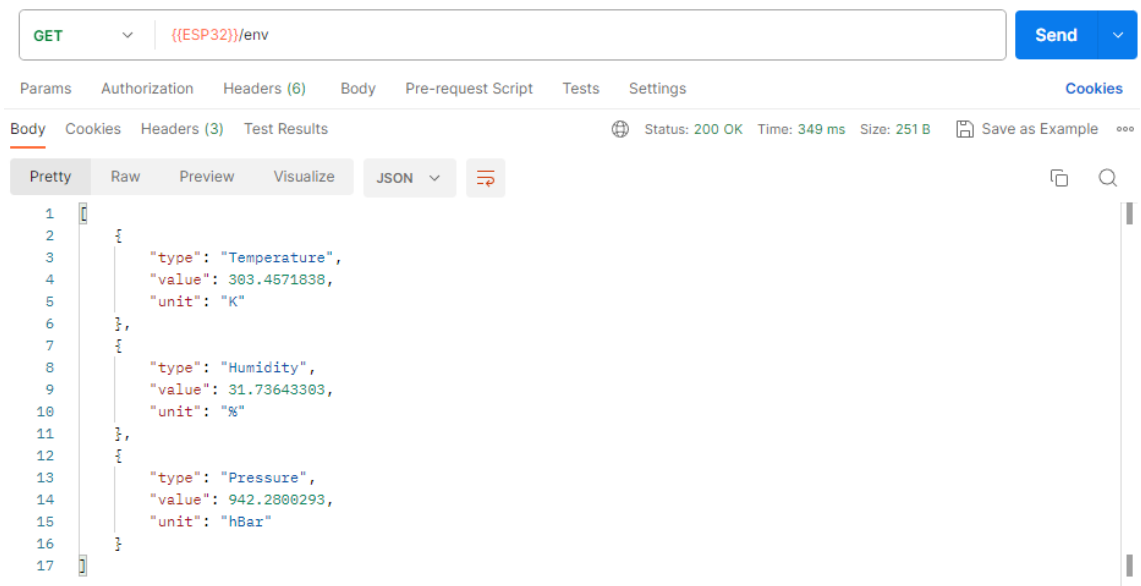 GET {{ESP32}}/env Send
Params Authorization Headers (6) Body Pre-request Script Tests Settings Cookies
Body Cookies Headers (3) Test Results Status: 200 OK Time: 349 ms Size: 251 B Save as Example
Pretty Raw Preview Visualize JSON
1 [
2 {
3 "type": "Temperature",
4 "value": 303.4571838,
5 "unit": "K"
6 },
7 {
8 "type": "Humidity",
9 "value": 31.73643303,
10 "unit": "%"
11 },
12 {
13 "type": "Pressure",
14 "value": 942.2800293,
15 "unit": "hBar"
16 }
17 ]